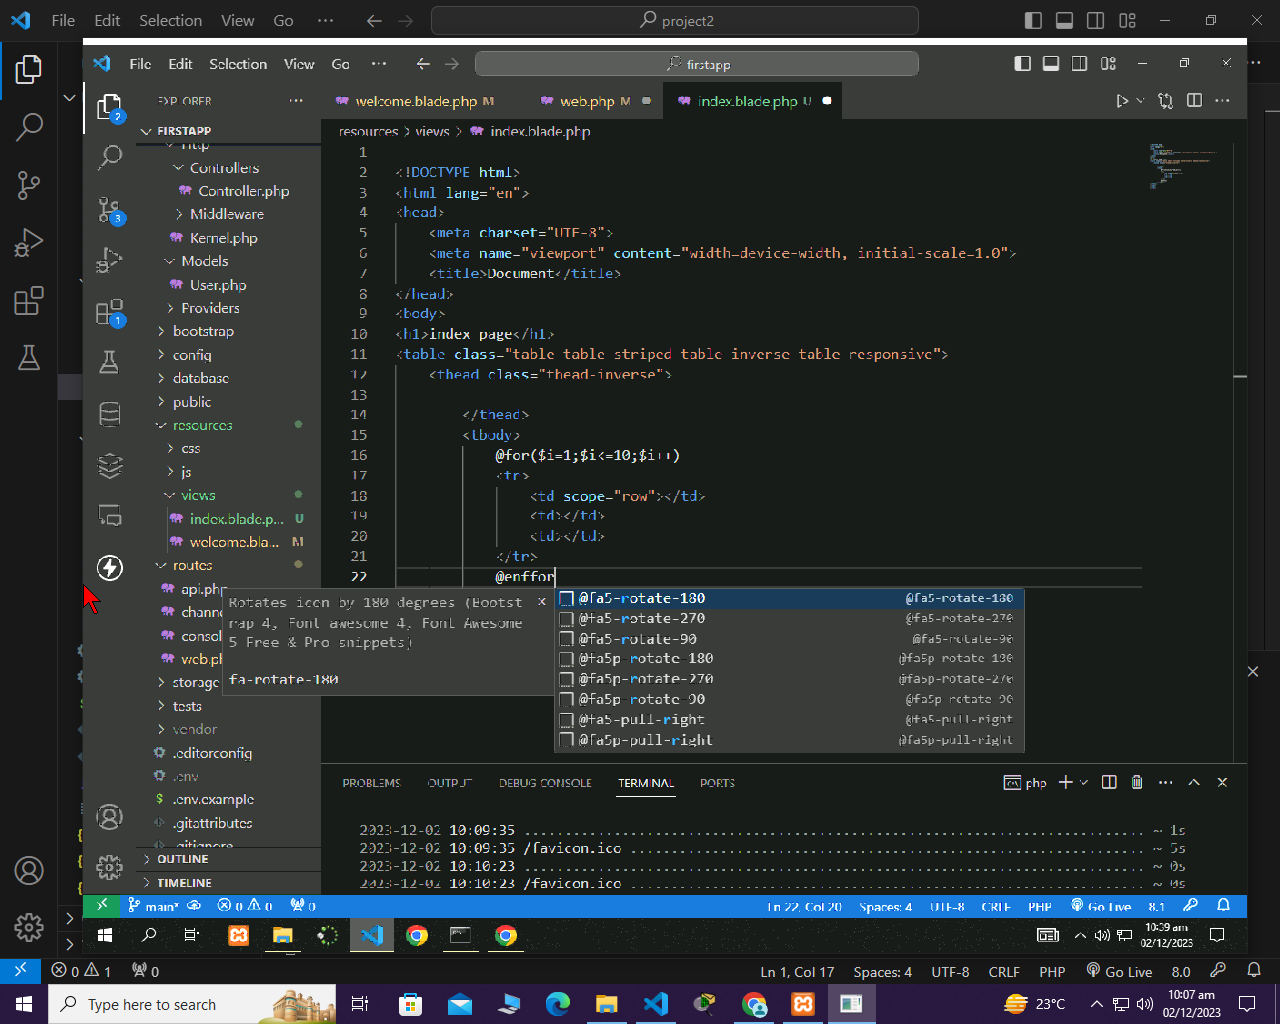 File Edit Selection View Go ··· project2
File Edit Selection View Go ··· firstapp
EXPLORER ···
welcome.blade.php M web.php M index.blade.php U
FIRSTAPP
resources > views > index.blade.php
Http
Controllers
Controller.php
Middleware
Kernel.php
Models
User.php
Providers
bootstrap
config
database
public
resources
css
js
views
index.blade.p... U
welcome.bla... M
routes
api.php
channe
consol
web.ph
storage
tests
vendor
.editorconfig
.env
.env.example
.gitattributes
.gitignore
OUTLINE
TIMELINE
1
2 <!DOCTYPE html>
3 <html lang="en">
4 <head>
5 <meta charset="UTF-8">
6 <meta name="viewport" content="width=device-width, initial-scale=1.0">
7 <title>Document</title>
8 </head>
9 <body>
10 <h1>index page</h1>
11 <table class="table table-striped table-inverse table-responsive">
12 <thead class="thead-inverse">
13
14 </thead>
15 <tbody>
16 @for($i=1;$i<=10;$i++)
17 <tr>
18 <td scope="row"></td>
19 <td></td>
20 <td></td>
21 </tr>
22 @enffor
Rotates icon by 180 degrees (Bootst
rap 4, Font awesome 4, Font Awesome
5 Free & Pro snippets)
fa-rotate-180
@fa5-rotate-180 @fa5-rotate-180
@fa5-rotate-270 @fa5-rotate-270
@fa5-rotate-90 @fa5-rotate-90
@fa5p-rotate-180 @fa5p-rotate-180
@fa5p-rotate-270 @fa5p-rotate-270
@fa5p-rotate-90 @fa5p-rotate-90
@fa5-pull-right @fa5-pull-right
@fa5p-pull-right @fa5p-pull-right
PROBLEMS OUTPUT DEBUG CONSOLE TERMINAL PORTS php
2023-12-02 10:09:35 ........ ~ 1s
2023-12-02 10:09:35 /favicon.ico ........ ~ 5s
2023-12-02 10:10:23 ........ ~ 0s
2023-12-02 10:10:23 /favicon.ico ........ ~ 0s
main* 0 0 0 Ln 22, Col 20 Spaces: 4 UTF-8 CRLF PHP Go Live 8.1
10:39 am
02/12/2023
0 1 0 Ln 1, Col 17 Spaces: 4 UTF-8 CRLF PHP Go Live 8.0
Type here to search 23°C 10:07 am
02/12/2023